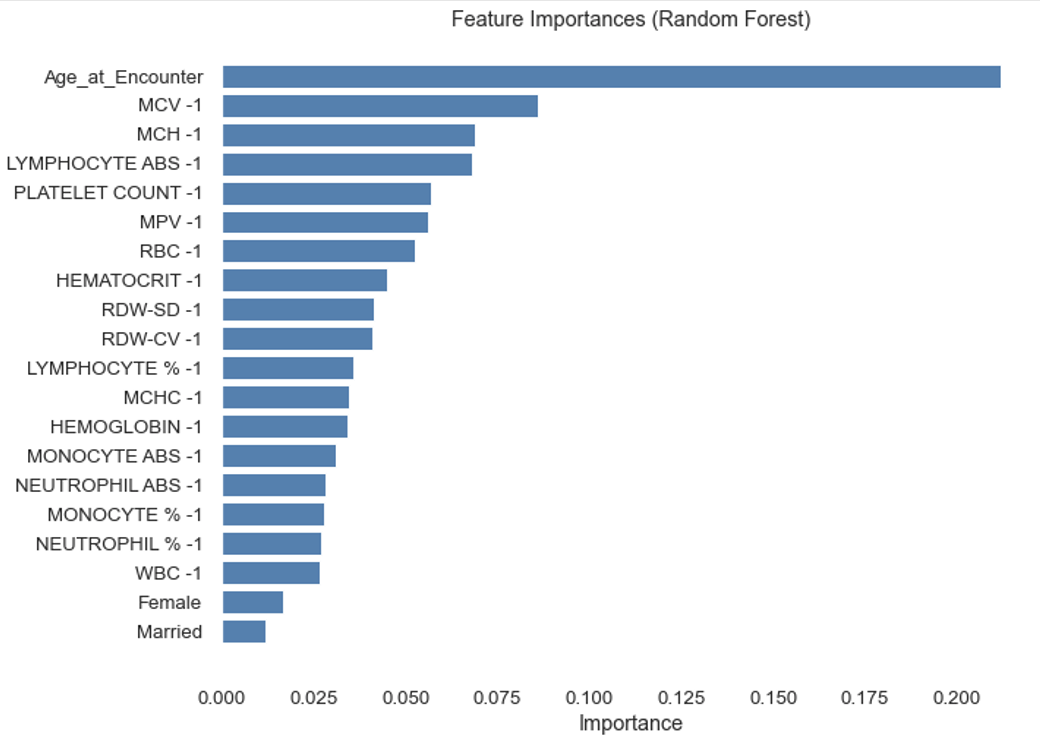 Feature Importances (Random Forest)
Age_at_Encounter
MCV -1
MCH -1
LYMPHOCYTE ABS -1
PLATELET COUNT -1
MPV -1
RBC -1
HEMATOCRIT -1
RDW-SD -1
RDW-CV -1
LYMPHOCYTE % -1
MCHC -1
HEMOGLOBIN -1
MONOCYTE ABS -1
NEUTROPHIL ABS -1
MONOCYTE % -1
NEUTROPHIL % -1
WBC -1
Female
Married
0.000 0.025 0.050 0.075 0.100 0.125 0.150 0.175 0.200
Importance